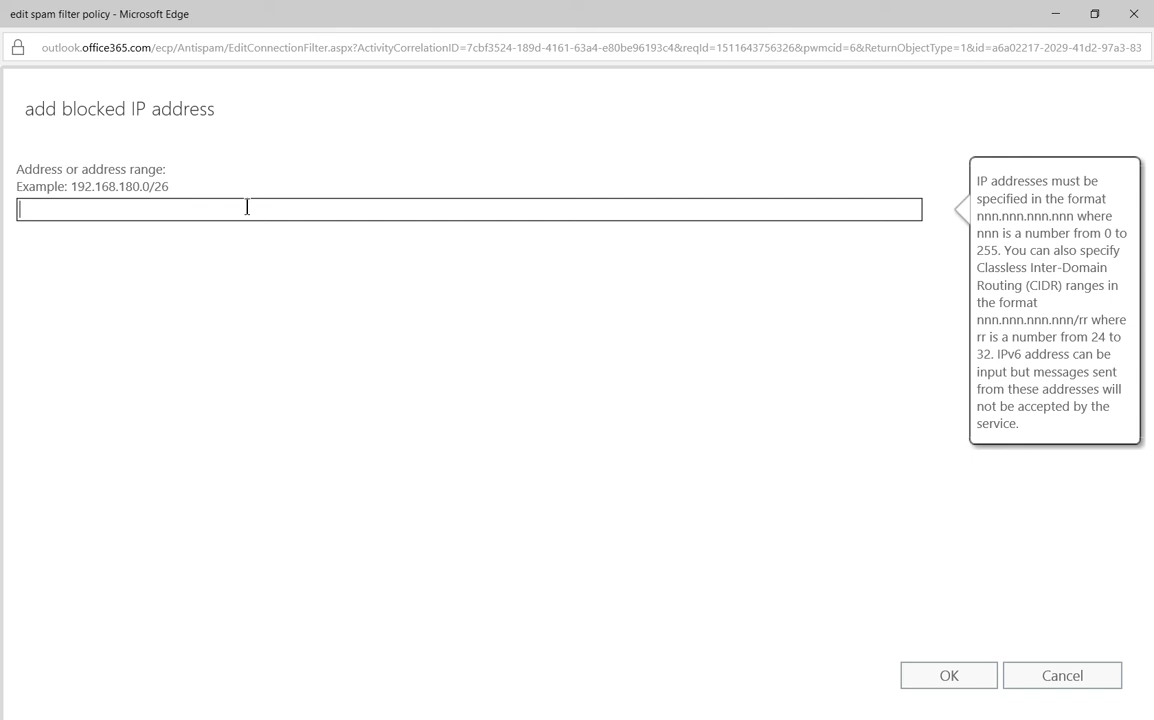 edit spam filter policy - Microsoft Edge
outlook.office365.com/ecp/Antispam/EditConnectionFilter.aspx?ActivityCorrelationID=7cbf3524-189d-4161-63a4-e80be96193c4&reqId=1511643756326&pwmcid=6&ReturnObjectType=1&id=a6a02217-2029-41d2-97a3-83
add blocked IP address
Address or address range:
Example: 192.168.180.0/26
IP addresses must be
specified in the format
nnn.nnn.nnn.nnn where
nnn is a number from 0 to
255. You can also specify
Classless Inter-Domain
Routing (CIDR) ranges in
the format
nnn.nnn.nnn.nnn/rr where
rr is a number from 24 to
32. IPv6 address can be
input but messages sent
from these addresses will
not be accepted by the
service.
OK
Cancel